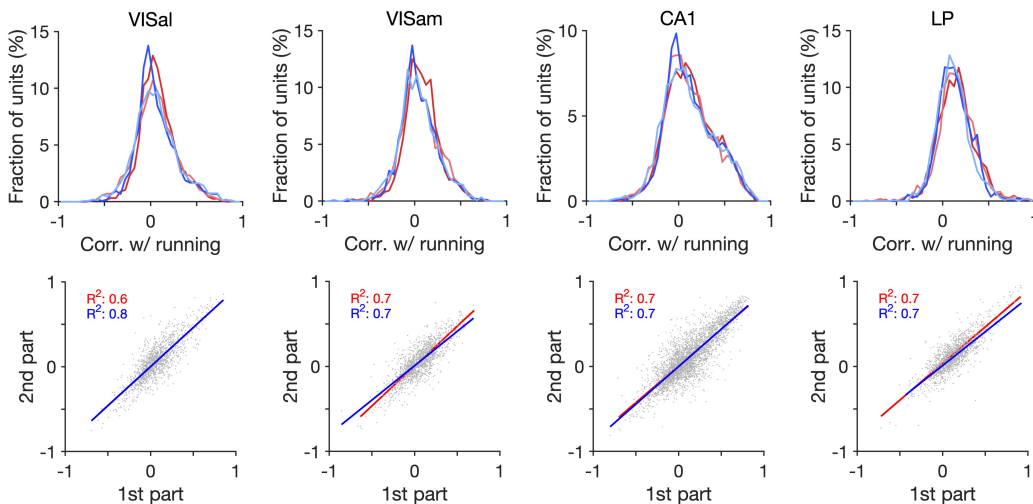 VISal
VISam
CA1
LP
15
10
5
0
Fraction of units (%)
-1
0
1
Corr. w/ running
15
10
5
0
Fraction of units (%)
-1
0
1
Corr. w/ running
10
5
0
Fraction of units (%)
-1
0
1
Corr. w/ running
15
10
5
0
Fraction of units (%)
-1
0
1
Corr. w/ running
1
0
-1
2nd part
R²: 0.6
R²: 0.8
-1
0
1
1st part
1
0
-1
2nd part
R²: 0.7
R²: 0.7
-1
0
1
1st part
1
0
-1
2nd part
R²: 0.7
R²: 0.7
-1
0
1
1st part
1
0
-1
2nd part
R²: 0.7
R²: 0.7
-1
0
1
1st part